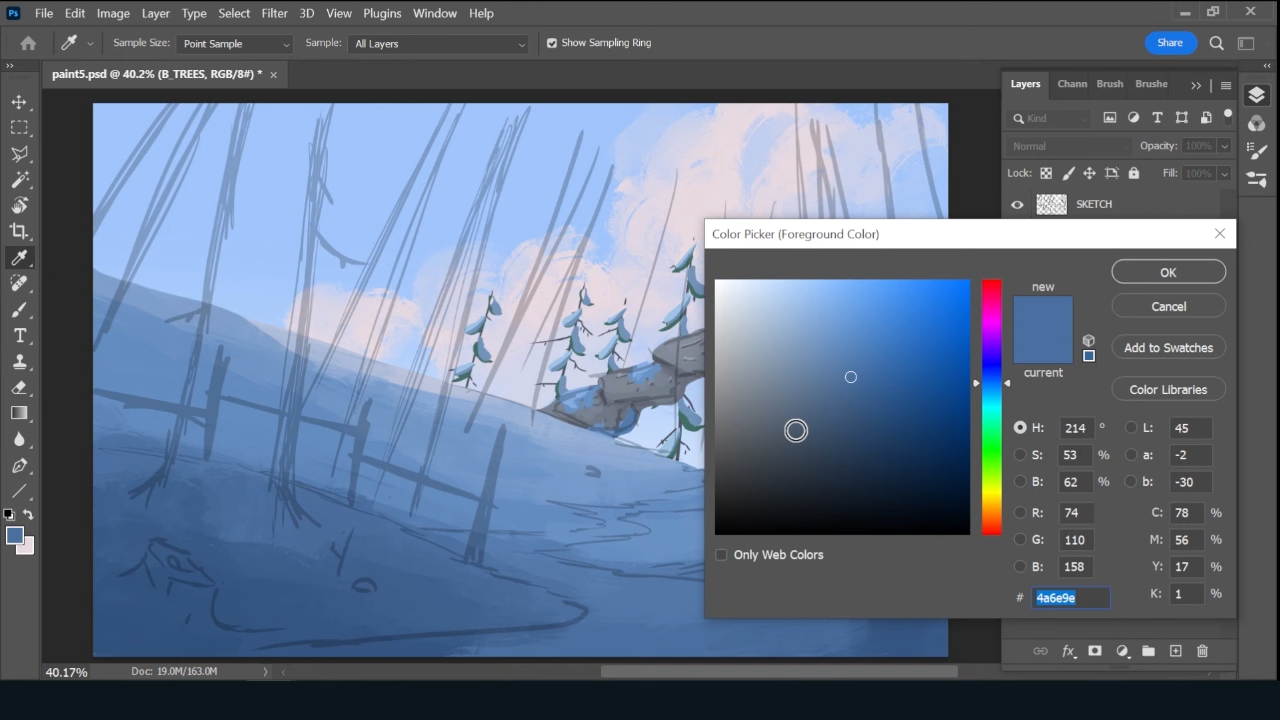 Ps File Edit Image Layer Type Select Filter 3D View Plugins Window Help
Sample Size: Point Sample Sample: All Layers Show Sampling Ring Share
paint5.psd @ 40.2% (B_TREES, RGB/8#) * ×
Layers Chann Brush Brushe
Kind
Normal Opacity: 100%
Lock: Fill: 100%
SKETCH
Color Picker (Foreground Color)
OK
new
Cancel
Add to Swatches
current
Color Libraries
H: 214 ° L: 45
S: 53 % a: -2
B: 62 % b: -30
R: 74 C: 78 %
G: 110 M: 56 %
B: 158 Y: 17 %
# 4a6e9e K: 1 %
Only Web Colors
fx
40.17% Doc: 19.0M/163.0M